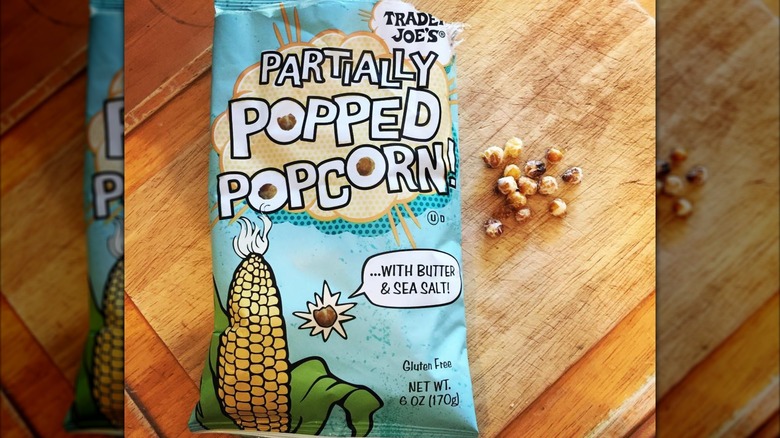 TRADER
JOE'S®
PARTIALLY
POPPED
POPCORN!
U D
...WITH BUTTER
& SEA SALT!
Gluten Free
NET WT.
6 OZ (170g)